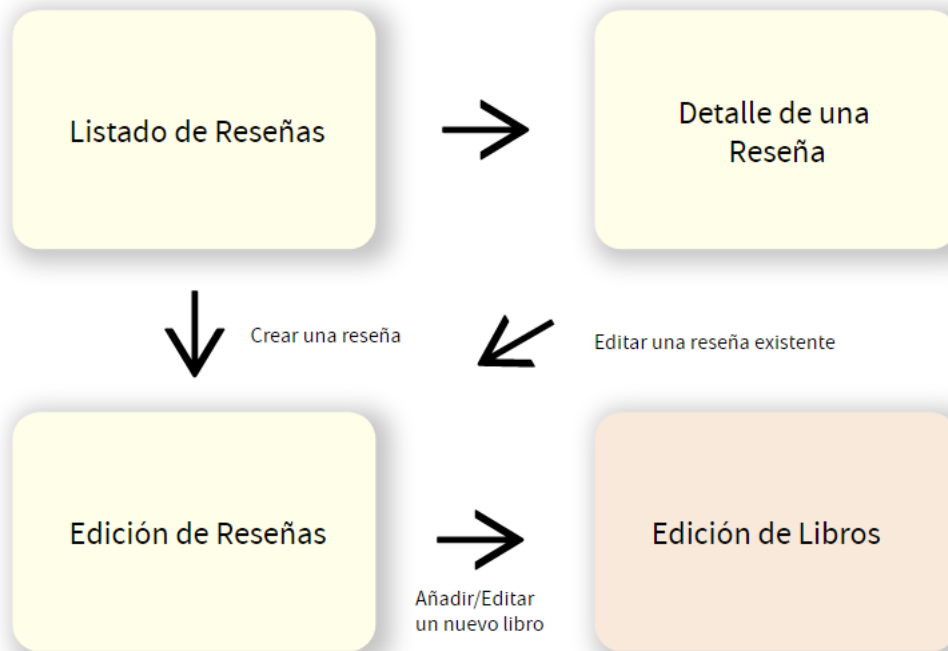 Listado de Reseñas
Detalle de una
Reseña
Crear una reseña
Editar una reseña existente
Edición de Reseñas
Edición de Libros
Añadir/Editar
un nuevo libro